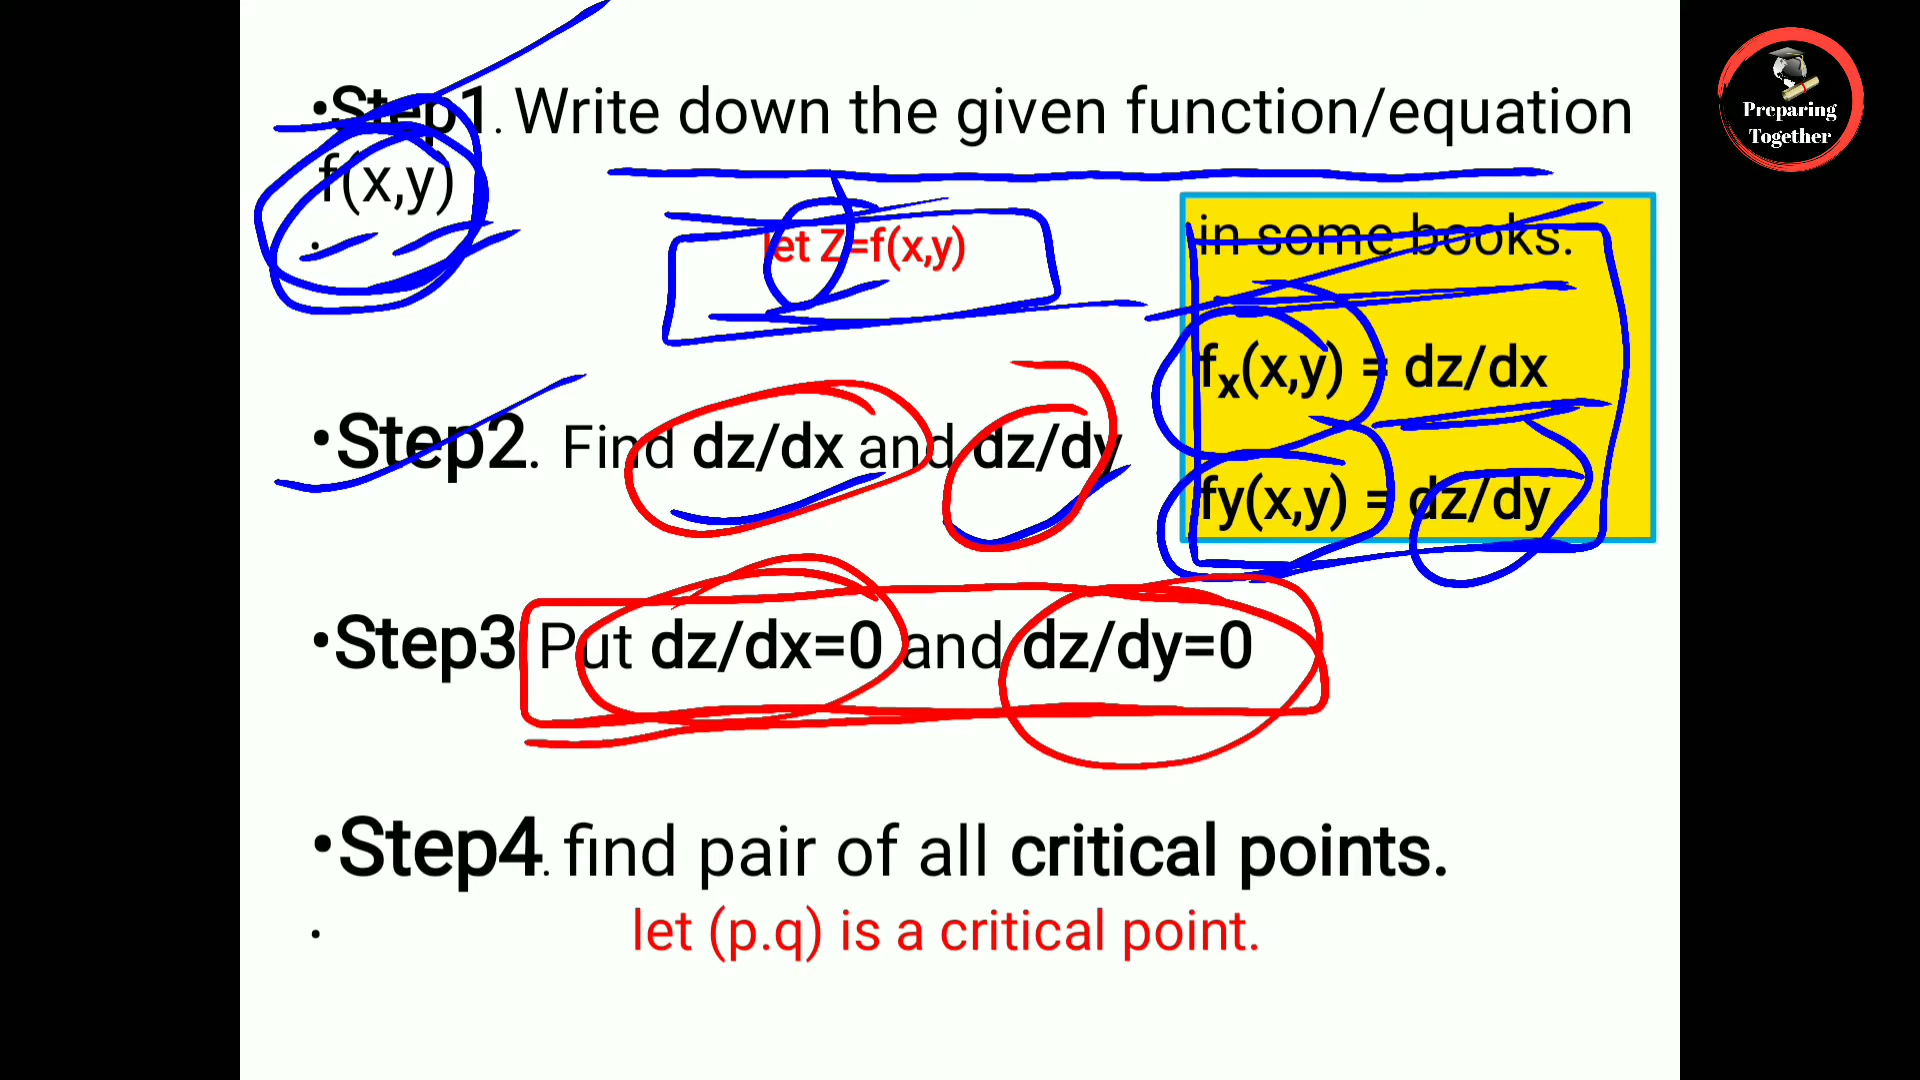 •Step1. Write down the given function/equation
f(x,y)
let Z=f(x,y)
in some books.
fx(x,y) = dz/dx
fy(x,y) = dz/dy
•Step2. Find dz/dx and dz/dy
•Step3 Put dz/dx=0 and dz/dy=0
•Step4. find pair of all critical points.
let (p.q) is a critical point.
Preparing
Together